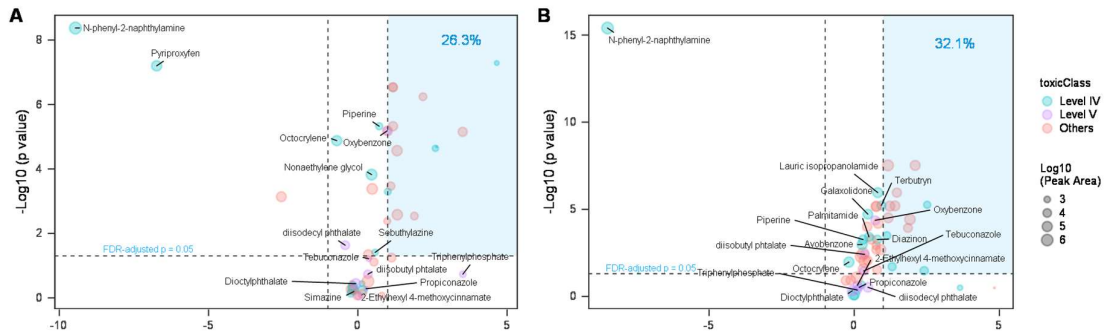 A
B
26.3%
32.1%
N-phenyl-2-naphthylamine
Pyriproxyfen
Piperine
Octocrylene
Oxybenzone
Nonaethylene glycol
diisodecyl phthalate
Sebuthylazine
FDR-adjusted p = 0.05
Tebuconazole
diisobutyl phtalate
Triphenylphosphate
Dioctylphthalate
Propiconazole
Simazine
2-Ethylhexyl 4-methoxycinnamate
-Log10 (p value)
8
6
4
2
0
-10
-5
0
5
N-phenyl-2-naphthylamine
Lauric isopropanolamide
Terbutryn
Galaxolidone
Palmitamide
Oxybenzone
Piperine
Diazinon
diisobutyl phtalate
Avobenzone
Tebuconazole
Octocrylene
2-Ethylhexyl 4-methoxycinnamate
FDR-adjusted p = 0.05
Triphenylphosphate
Propiconazole
Dioctylphthalate
diisodecyl phthalate
-Log10 (p value)
15
10
5
0
-5
0
5
toxicClass
Level IV
Level V
Others
Log10
(Peak Area)
3
4
5
6